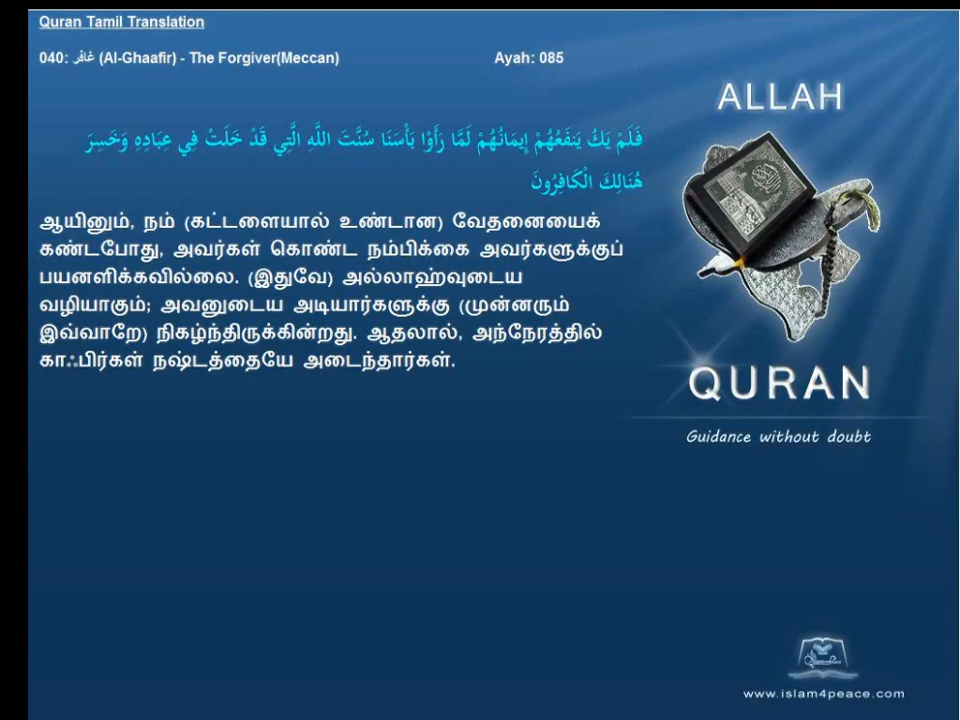 Quran Tamil Translation
040: غافر (Al-Ghaafir) - The Forgiver(Meccan) Ayah: 085
فَلَمْ يَكُ يَنفَعُهُمْ إِيمَانُهُمْ لَمَّا رَأَوْا بَأْسَنَا سُنَّتَ اللَّهِ الَّتِي قَدْ خَلَتْ فِي عِبَادِهِ وَخَسِرَ
هُنَالِكَ الْكَافِرُونَ
ஆயினும், நம் (கட்டளையால் உண்டான) வேதனையைக்
கண்டபோது, அவர்கள் கொண்ட நம்பிக்கை அவர்களுக்குப்
பயனளிக்கவில்லை. (இதுவே) அல்லாஹ்வுடைய
வழியாகும்; அவனுடைய அடியார்களுக்கு (முன்னரும்
இவ்வாறே) நிகழ்ந்திருக்கின்றது. ஆதலால், அந்நேரத்தில்
காஃபிர்கள் நஷ்டத்தையே அடைந்தார்கள்.
ALLAH
QURAN
Guidance without doubt
www.islam4peace.com